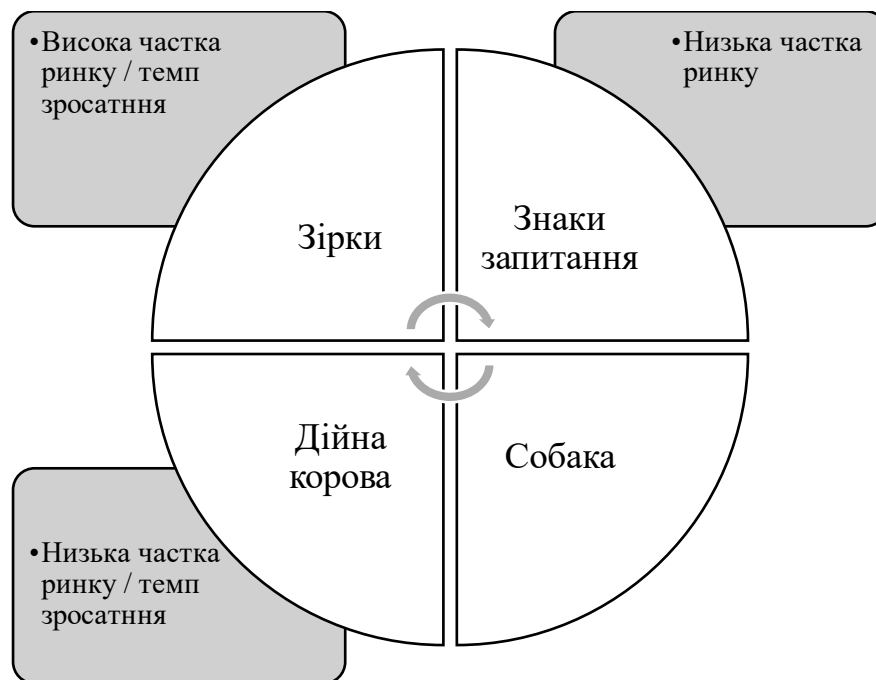 •Висока частка
ринку / темп
зросатння
•Низька частка
ринку
Зірки
Знаки
запитання
Дійна
корова
Собака
•Низька частка
ринку / темп
зросатння